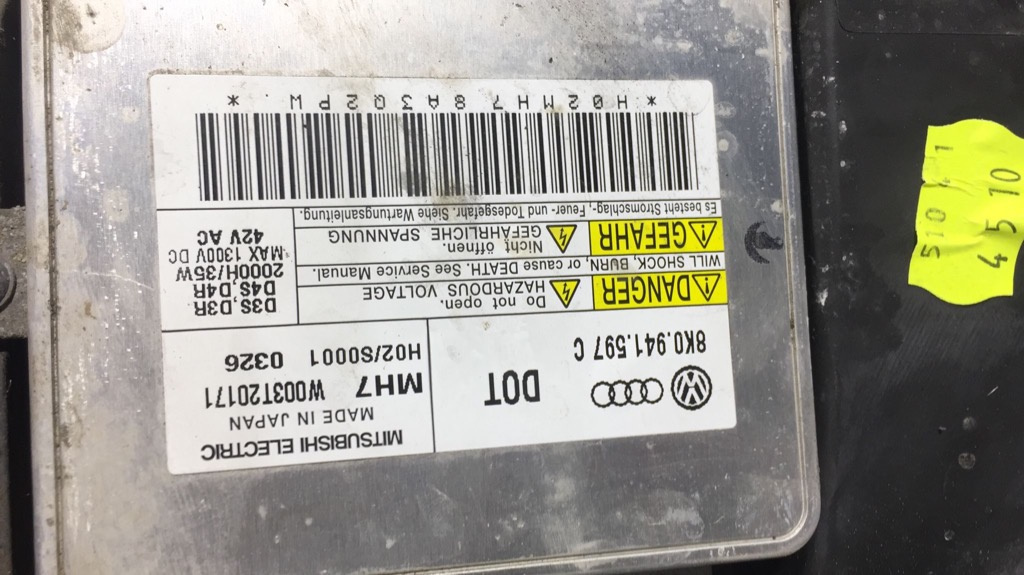 DOT
8K0.941.597 C
MITSUBISHI ELECTRIC
MADE IN JAPAN
MH7 W003T20171
H02/S0001 0326
DANGER
Do not open.
HAZARDOUS VOLTAGE
WILL SHOCK, BURN, or cause DEATH. See Service Manual.
GEFAHR
Nicht öffnen.
GEFÄHRLICHE SPANNUNG
Es besteht Stromschlag-, Feuer- und Todesgefahr. Siehe Wartungsanleitung.
D3S, D3R
D4S, D4R
2000H/35W
MAX 1300V DC
42V AC
*H02MH78A3Q2PW*
510
4 5 10